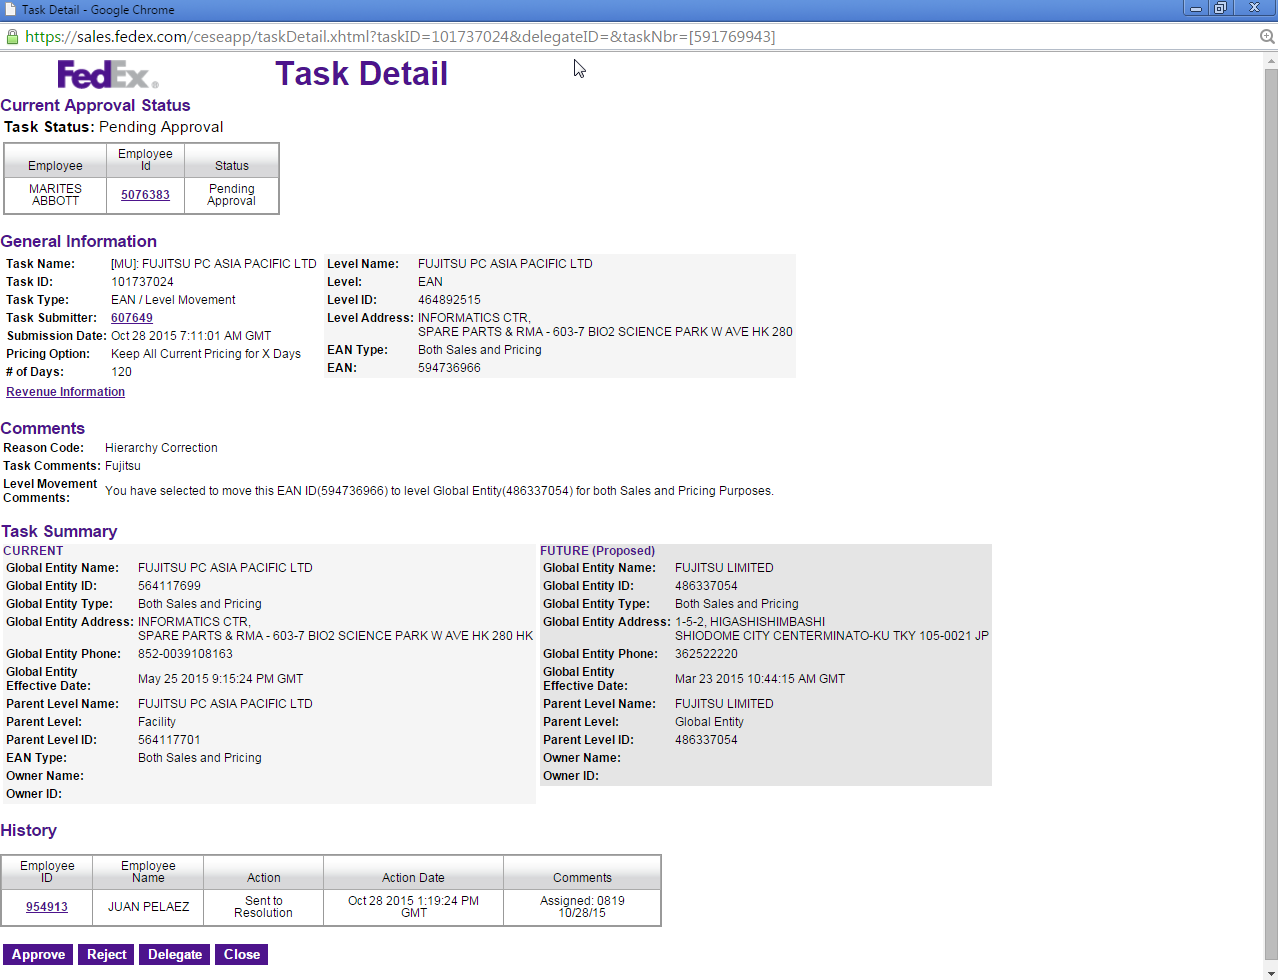 Task Detail - Google Chrome
https://sales.fedex.com/ceseapp/taskDetail.xhtml?taskID=101737024&delegateID=&taskNbr=[591769943]
FedEx® Task Detail
Current Approval Status
Task Status: Pending Approval
Employee Employee Id Status
MARITES ABBOTT 5076383 Pending Approval
General Information
Task Name: [MU]: FUJITSU PC ASIA PACIFIC LTD
Task ID: 101737024
Task Type: EAN / Level Movement
Task Submitter: 607649
Submission Date: Oct 28 2015 7:11:01 AM GMT
Pricing Option: Keep All Current Pricing for X Days
# of Days: 120
Revenue Information
Level Name: FUJITSU PC ASIA PACIFIC LTD
Level: EAN
Level ID: 464892515
Level Address: INFORMATICS CTR,
SPARE PARTS & RMA - 603-7 BIO2 SCIENCE PARK W AVE HK 280
EAN Type: Both Sales and Pricing
EAN: 594736966
Comments
Reason Code: Hierarchy Correction
Task Comments: Fujitsu
Level Movement Comments: You have selected to move this EAN ID(594736966) to level Global Entity(486337054) for both Sales and Pricing Purposes.
Task Summary
CURRENT
Global Entity Name: FUJITSU PC ASIA PACIFIC LTD
Global Entity ID: 564117699
Global Entity Type: Both Sales and Pricing
Global Entity Address: INFORMATICS CTR,
SPARE PARTS & RMA - 603-7 BIO2 SCIENCE PARK W AVE HK 280 HK
Global Entity Phone: 852-0039108163
Global Entity Effective Date: May 25 2015 9:15:24 PM GMT
Parent Level Name: FUJITSU PC ASIA PACIFIC LTD
Parent Level: Facility
Parent Level ID: 564117701
EAN Type: Both Sales and Pricing
Owner Name:
Owner ID:
FUTURE (Proposed)
Global Entity Name: FUJITSU LIMITED
Global Entity ID: 486337054
Global Entity Type: Both Sales and Pricing
Global Entity Address: 1-5-2, HIGASHISHIMBASHI
SHIODOME CITY CENTERMINATO-KU TKY 105-0021 JP
Global Entity Phone: 362522220
Global Entity Effective Date: Mar 23 2015 10:44:15 AM GMT
Parent Level Name: FUJITSU LIMITED
Parent Level: Global Entity
Parent Level ID: 486337054
Owner Name:
Owner ID:
History
Employee ID Employee Name Action Action Date Comments
954913 JUAN PELAEZ Sent to Resolution Oct 28 2015 1:19:24 PM GMT Assigned: 0819 10/28/15
Approve Reject Delegate Close